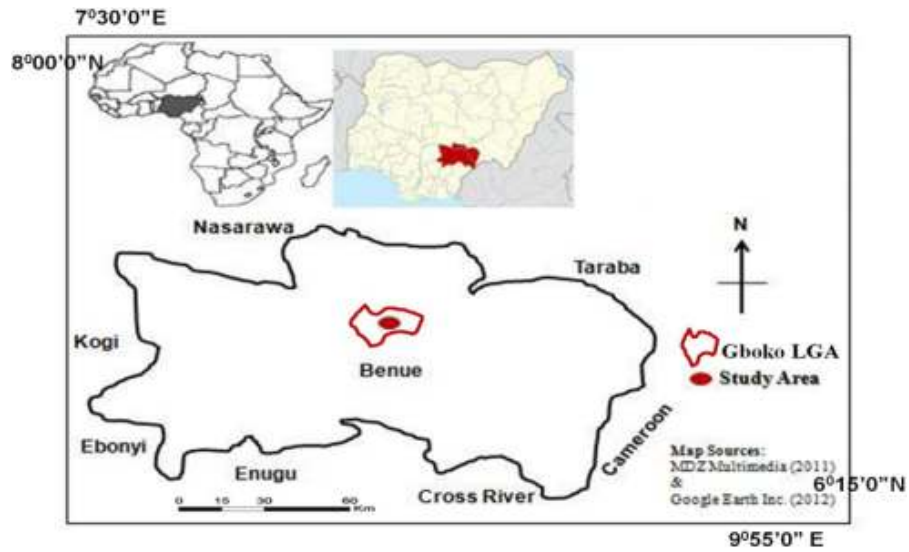 7⁰30’0”E
8⁰00’0”N
Nasarawa
N
Taraba
Kogi
Gboko LGA
Benue
Study Area
Cameroon
Ebonyi
Enugu
Cross River
Map Sources:
MDZ Multimedia (2011)
&
Google Earth Inc. (2012)
6⁰15’0”N
0 15 30 60
Km
9⁰55’0” E